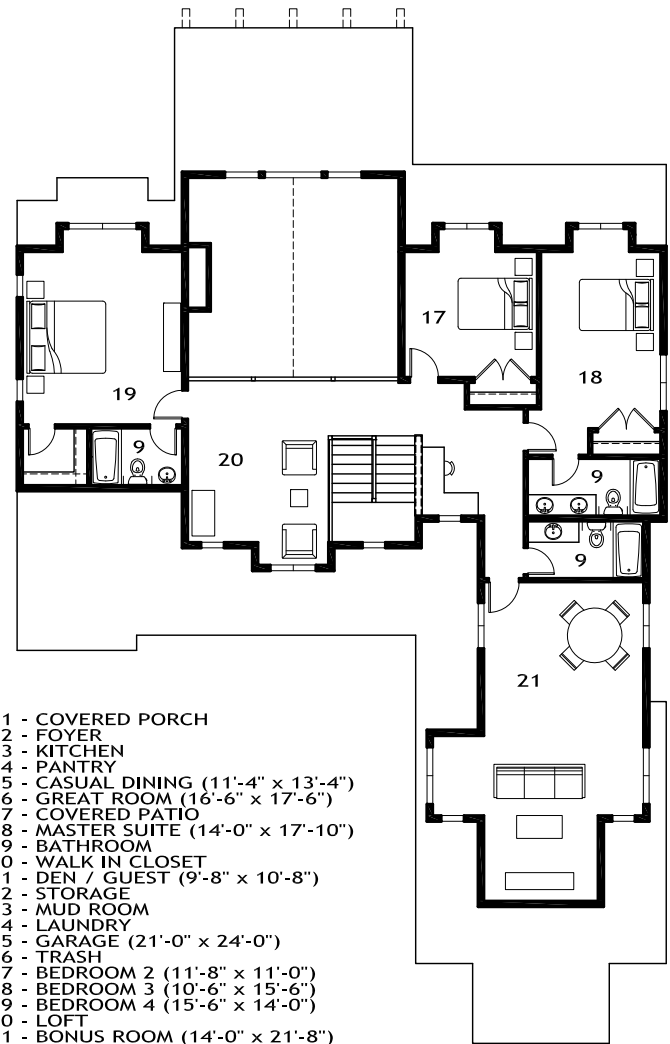 17
18
19
9
20
9
9
21
1 - COVERED PORCH
2 - FOYER
3 - KITCHEN
4 - PANTRY
5 - CASUAL DINING (11'-4" x 13'-4")
6 - GREAT ROOM (16'-6" x 17'-6")
7 - COVERED PATIO
8 - MASTER SUITE (14'-0" x 17'-10")
9 - BATHROOM
0 - WALK IN CLOSET
1 - DEN / GUEST (9'-8" x 10'-8")
2 - STORAGE
3 - MUD ROOM
4 - LAUNDRY
5 - GARAGE (21'-0" x 24'-0")
6 - TRASH
7 - BEDROOM 2 (11'-8" x 11'-0")
8 - BEDROOM 3 (10'-6" x 15'-6")
9 - BEDROOM 4 (15'-6" x 14'-0")
0 - LOFT
1 - BONUS ROOM (14'-0" x 21'-8")